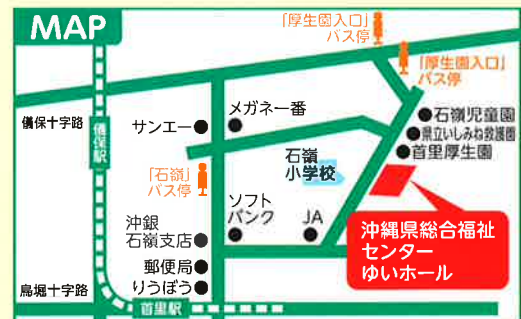 MAP
「厚生園入口」
バス停
「厚生園入口」
バス停
儀保十字路
儀保駅
サンエー
メガネ一番
石嶺児童園
県立いしみね救護園
首里厚生園
石嶺
小学校
「石嶺」
バス停
ソフト
バンク
JA
沖縄県総合福祉
センター
ゆいホール
沖銀
石嶺支店
郵便局
りうぼう
鳥堀十字路
首里駅